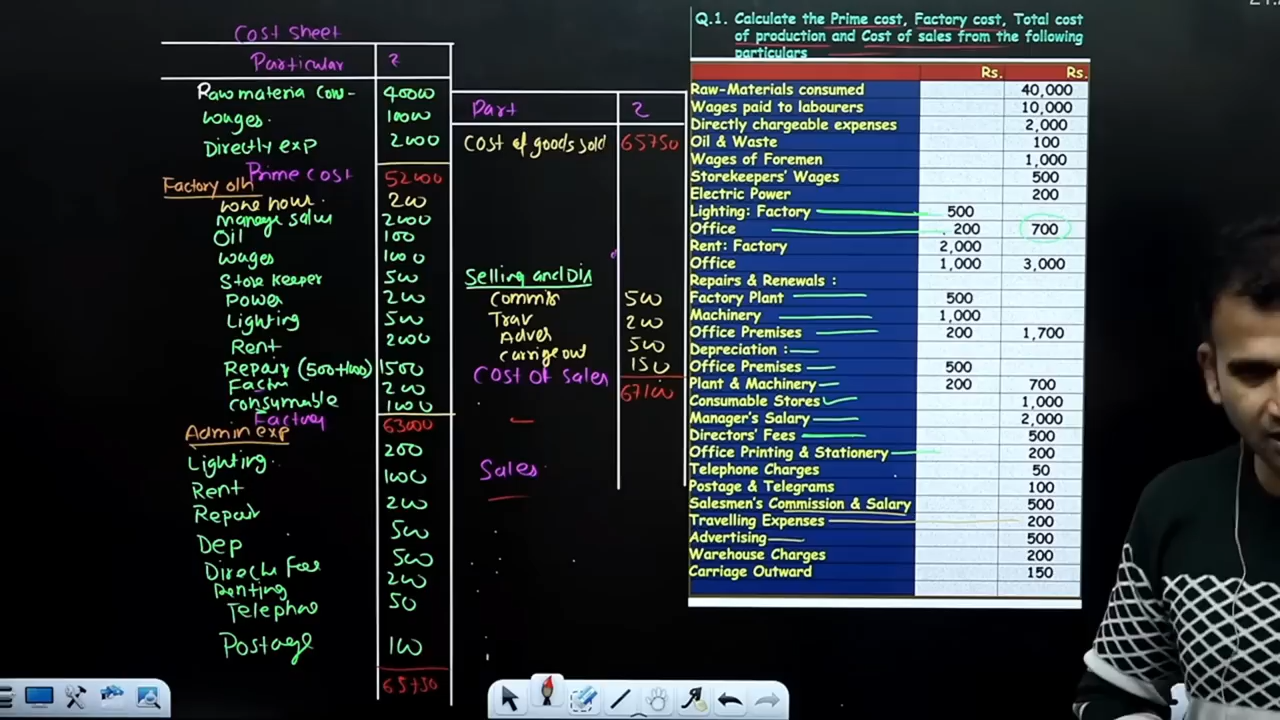 Cost sheet
Particular ₹
Raw materia con- 40000
Wages. 10000
Directly exp 2000
Prime cost 52000
Factory o/h
ware hour. 200
Manage salar 2000
Oil 100
wages 1000
Store keeper 500
Power 200
Lighting 500
Rent 2000
Repair (500+1000) 1500
Factor 200
consumable 1000
Factory 63000
Admin exp
Lighting. 200
Rent 1000
Repair 200
Dep 500
Director fee 500
Printing 200
Telephne 50
Postage 100
65750
Part ₹
Cost of goods sold 65750
Selling and Dis
Commis 500
Trav 200
Adver 500
carrige out 150
Cost of sales 67100
Sales
Q.1. Calculate the Prime cost, Factory cost, Total cost
of production and Cost of sales from the following
particulars
Rs. Rs.
Raw-Materials consumed 40,000
Wages paid to labourers 10,000
Directly chargeable expenses 2,000
Oil & Waste 100
Wages of Foremen 1,000
Storekeepers' Wages 500
Electric Power 200
Lighting: Factory 500
Office 200 700
Rent: Factory 2,000
Office 1,000 3,000
Repairs & Renewals :
Factory Plant 500
Machinery 1,000
Office Premises 200 1,700
Depreciation :
Office Premises 500
Plant & Machinery 200 700
Consumable Stores 1,000
Manager's Salary 2,000
Directors' Fees 500
Office Printing & Stationery 200
Telephone Charges 50
Postage & Telegrams 100
Salesmen's Commission & Salary 500
Travelling Expenses 200
Advertising 500
Warehouse Charges 200
Carriage Outward 150